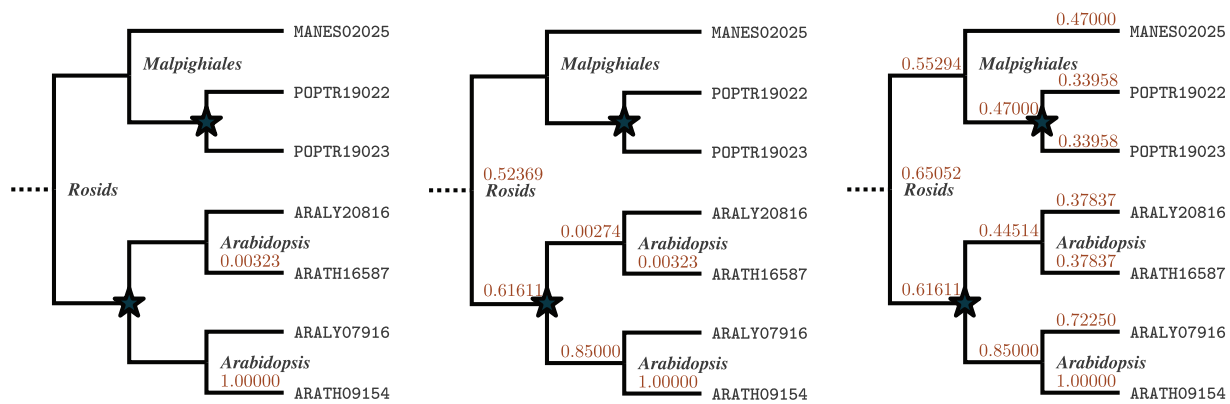 MANES02025
Malpighiales
POPTR19022
POPTR19023
Rosids
ARALY20816
Arabidopsis
0.00323
ARATH16587
ARALY07916
Arabidopsis
1.00000
ARATH09154
MANES02025
Malpighiales
POPTR19022
POPTR19023
0.52369
Rosids
ARALY20816
0.00274
Arabidopsis
0.00323
ARATH16587
0.61611
ARALY07916
0.85000
Arabidopsis
1.00000
ARATH09154
0.47000
MANES02025
0.55294
Malpighiales
0.33958
POPTR19022
0.47000
0.33958
POPTR19023
0.65052
Rosids
0.37837
ARALY20816
0.44514
Arabidopsis
0.37837
ARATH16587
0.61611
0.72250
ARALY07916
0.85000
Arabidopsis
1.00000
ARATH09154